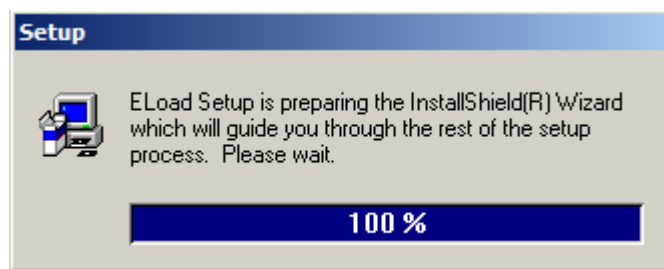 Setup
ELoad Setup is preparing the InstallShield(R) Wizard
which will guide you through the rest of the setup
process.  Please wait.
100 %